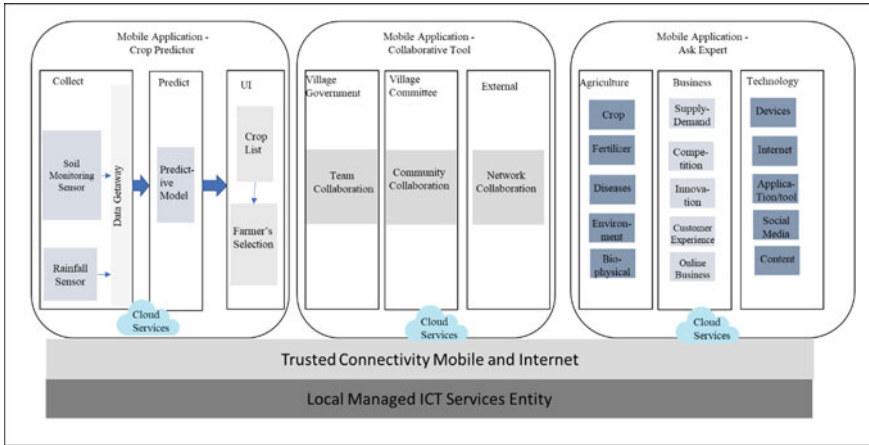 Mobile Application -
Crop Predictor
Collect
Predict
UI
Soil
Monitoring
Sensor
Rainfall
Sensor
Data Getaway
Predict-
ive Model
Crop
List
Farmer's
Selection
Cloud
Services
Mobile Application -
Collaborative Tool
Village
Government
Village
Committee
External
Team
Collaboration
Community
Collaboration
Network
Collaboration
Cloud
Services
Mobile Application -
Ask Expert
Agriculture
Crop
Fertilizer
Diseases
Environ-
ment
Bio-
physical
Business
Supply-
Demand
Compe-
tition
Innova-
tion
Customer
Experience
Online
Business
Technology
Devices
Internet
Applica-
Tion/tool
Social
Media
Content
Cloud
Services
Trusted Connectivity Mobile and Internet
Local Managed ICT Services Entity